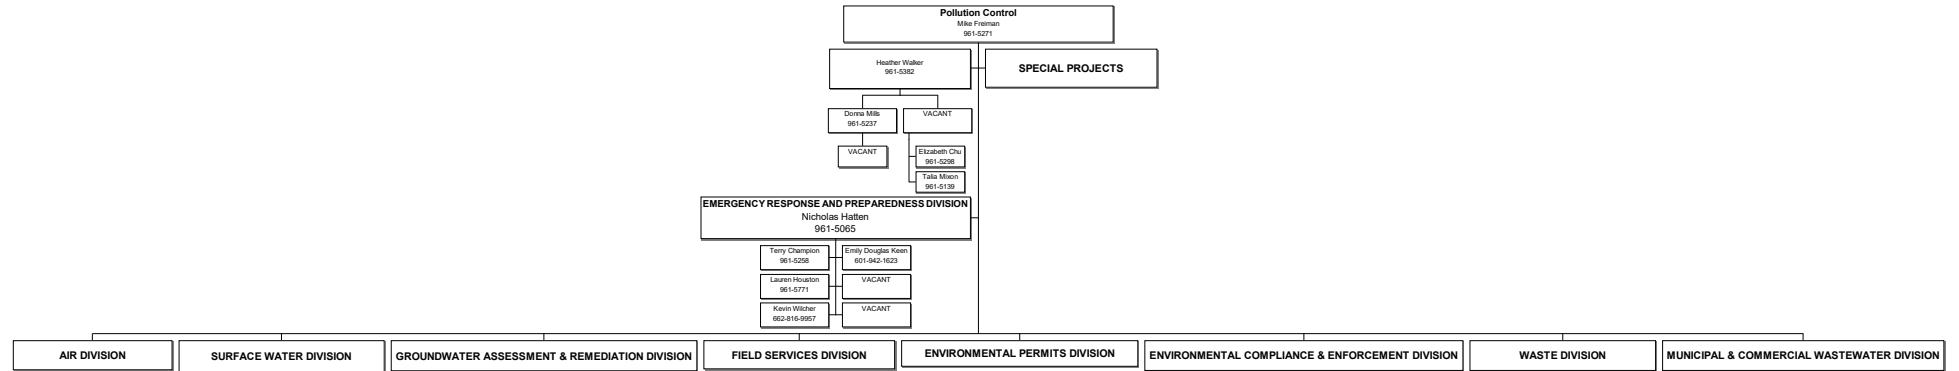 Pollution Control
Mike Freiman
961-5271
Heather Walker
961-5382
SPECIAL PROJECTS
Donna Mills
961-5237
VACANT
VACANT
Elizabeth Chu
961-5298
Talia Mixon
961-5139
EMERGENCY RESPONSE AND PREPAREDNESS DIVISION
Nicholas Hatten
961-5065
Terry Champion
961-5258
Emily Douglas Keen
601-942-1623
Lauren Houston
961-5771
VACANT
Kevin Wilcher
662-816-9957
VACANT
AIR DIVISION
SURFACE WATER DIVISION
GROUNDWATER ASSESSMENT & REMEDIATION DIVISION
FIELD SERVICES DIVISION
ENVIRONMENTAL PERMITS DIVISION
ENVIRONMENTAL COMPLIANCE & ENFORCEMENT DIVISION
WASTE DIVISION
MUNICIPAL & COMMERCIAL WASTEWATER DIVISION